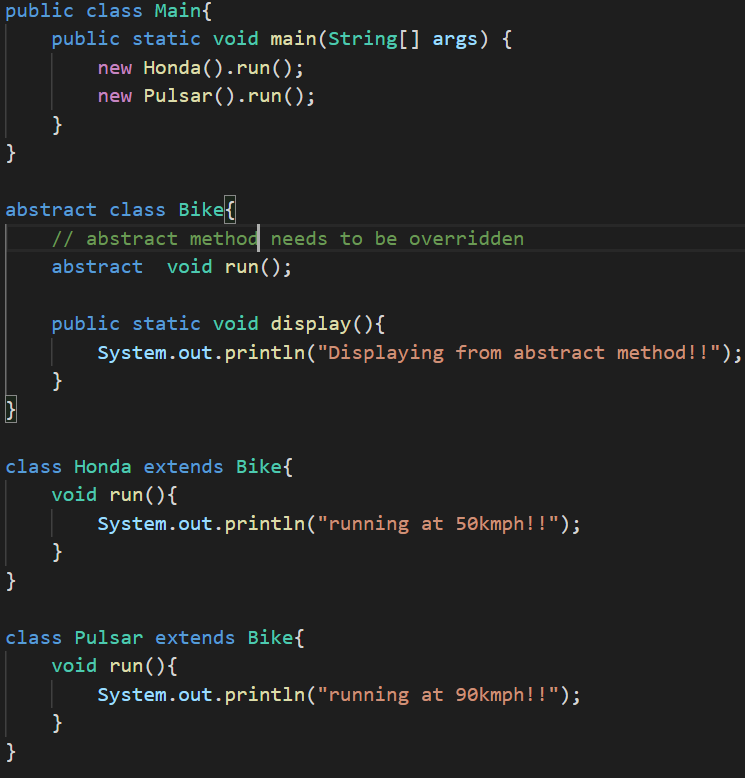 public class Main{
    public static void main(String[] args) {
        new Honda().run();
        new Pulsar().run();
    }
}

abstract class Bike{
    // abstract method needs to be overridden
    abstract  void run();

    public static void display(){
        System.out.println("Displaying from abstract method!!");
    }
}

class Honda extends Bike{
    void run(){
        System.out.println("running at 50kmph!!");
    }
}

class Pulsar extends Bike{
    void run(){
        System.out.println("running at 90kmph!!");
    }
}